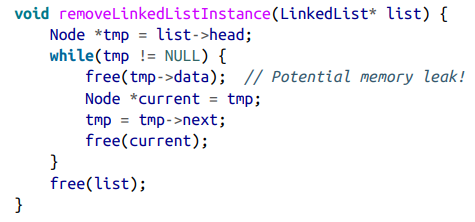 void removeLinkedListInstance(LinkedList* list) {
    Node *tmp = list->head;
    while(tmp != NULL) {
        free(tmp->data);  // Potential memory leak!
        Node *current = tmp;
        tmp = tmp->next;
        free(current);
    }
    free(list);
}